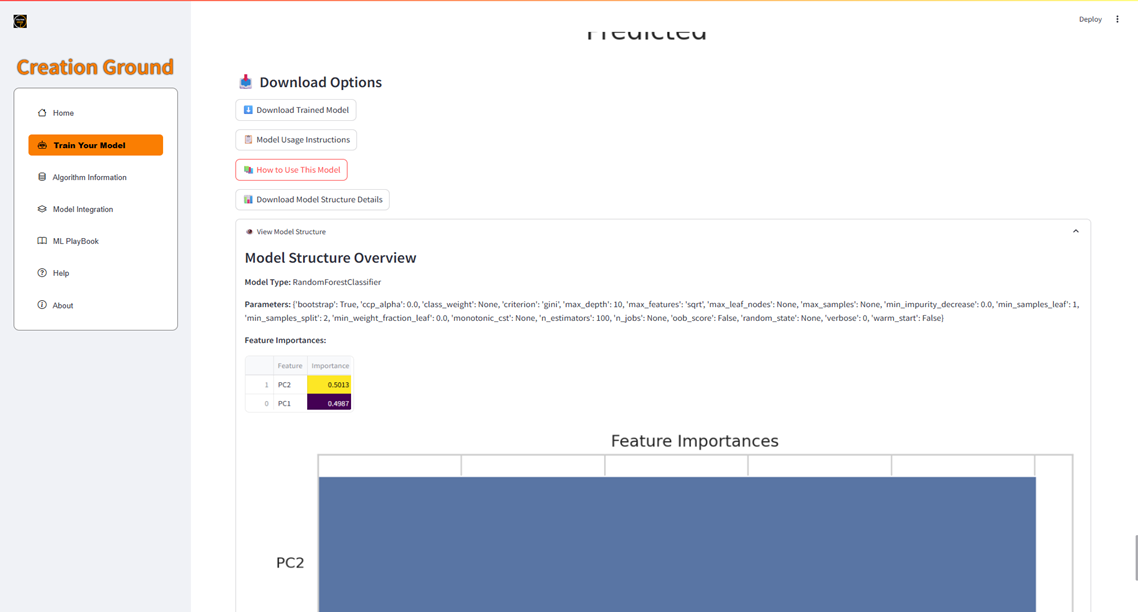 Deploy
Predicted
Creation Ground
Home
Train Your Model
Algorithm Information
Model Integration
ML PlayBook
Help
About
Download Options
Download Trained Model
Model Usage Instructions
How to Use This Model
Download Model Structure Details
View Model Structure
Model Structure Overview
Model Type: RandomForestClassifier
Parameters: {'bootstrap': True, 'ccp_alpha': 0.0, 'class_weight': None, 'criterion': 'gini', 'max_depth': 10, 'max_features': 'sqrt', 'max_leaf_nodes': None, 'max_samples': None, 'min_impurity_decrease': 0.0, 'min_samples_leaf': 1,
'min_samples_split': 2, 'min_weight_fraction_leaf': 0.0, 'monotonic_cst': None, 'n_estimators': 100, 'n_jobs': None, 'oob_score': False, 'random_state': None, 'verbose': 0, 'warm_start': False}
Feature Importances:
Feature Importance
1 PC2 0.5013
0 PC1 0.4987
Feature Importances
PC2